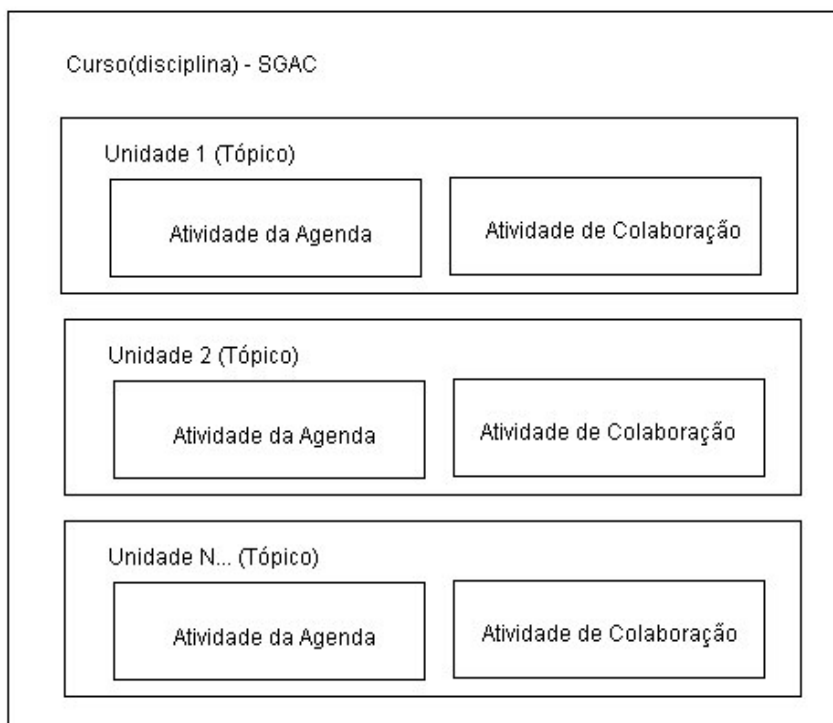 Curso(disciplina) - SGAC
Unidade 1 (Tópico)
Atividade da Agenda
Atividade de Colaboração
Unidade 2 (Tópico)
Atividade da Agenda
Atividade de Colaboração
Unidade N... (Tópico)
Atividade da Agenda
Atividade de Colaboração